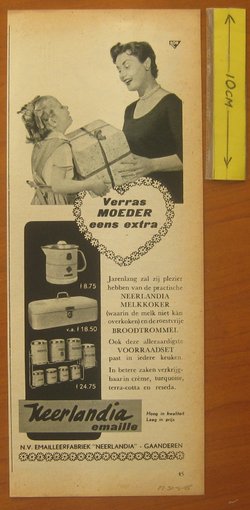 10CM
Verras
MOEDER
eens extra
f 8.75
v.a. f 18.50
f 24.75
Jarenlang zal zij plezier
hebben van de practische
NEERLANDIA
MELKKOKER
(waarin de melk niet kan
overkoken) en de roestvrije
BROODTROMMEL
Ook deze alleraardigste
VOORRAADSET
past in iedere keuken.
In betere zaken verkrijg-
baar in crème, turquoise,
terra-cotta en reseda.
Neerlandia
emaille
Hoog in kwaliteit
Laag in prijs
N.V. EMAILLEERFABRIEK "NEERLANDIA" - GAANDEREN
45